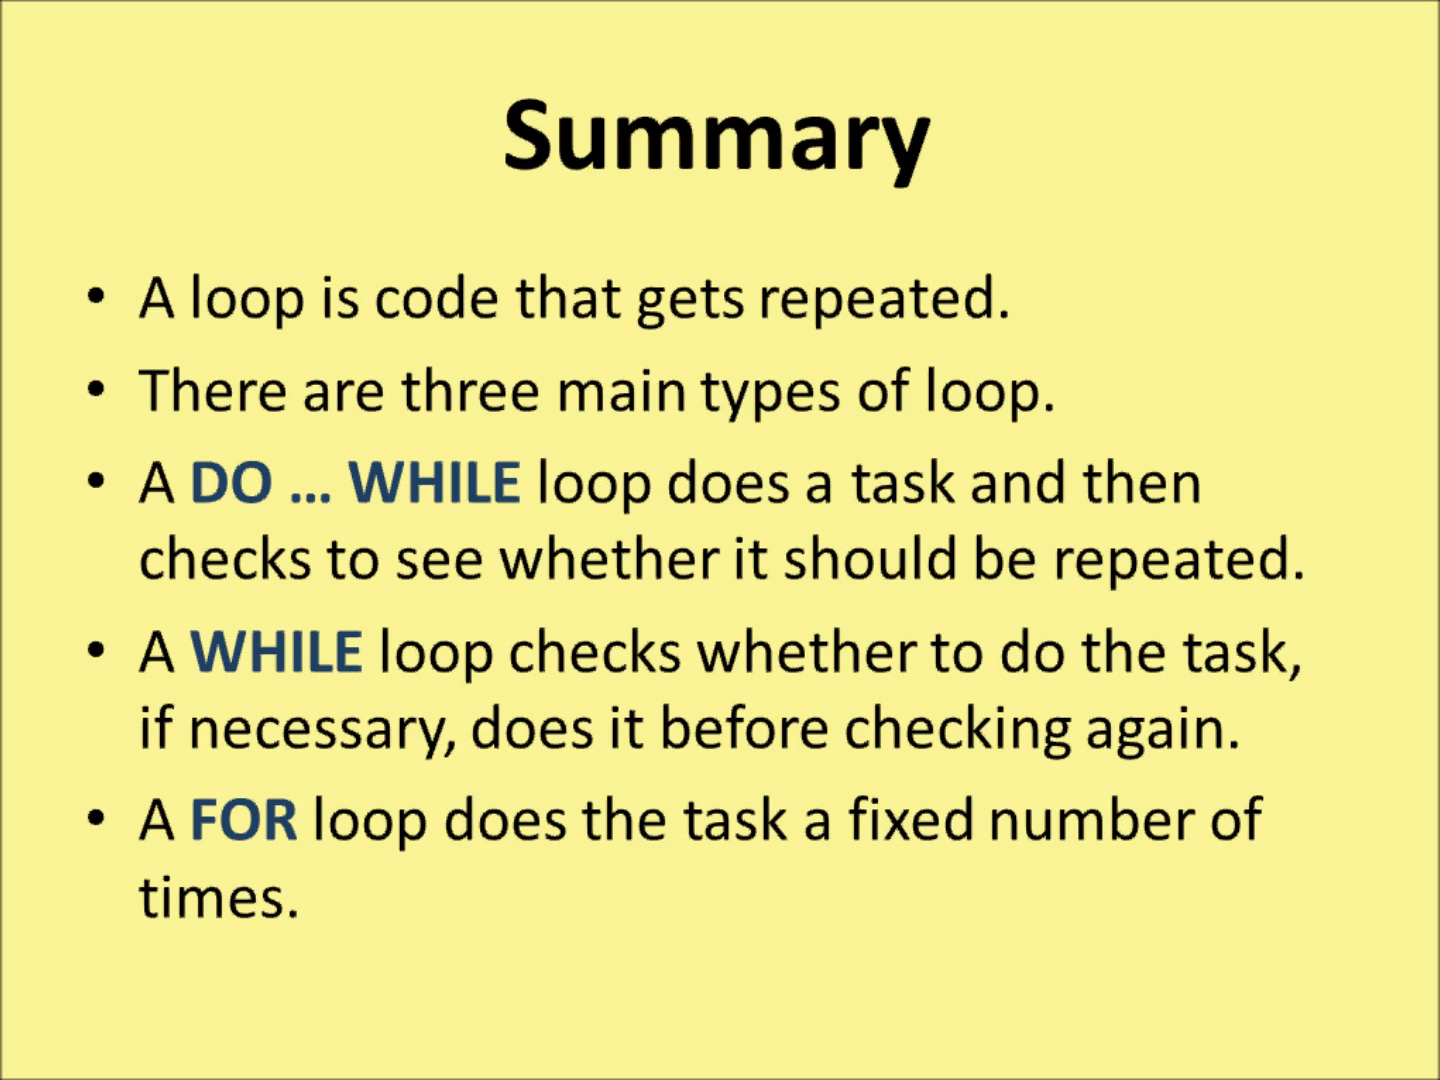 Summary
• A loop is code that gets repeated.
• There are three main types of loop.
• A DO ... WHILE loop does a task and then
checks to see whether it should be repeated.
• A WHILE loop checks whether to do the task,
if necessary, does it before checking again.
• A FOR loop does the task a fixed number of
times.